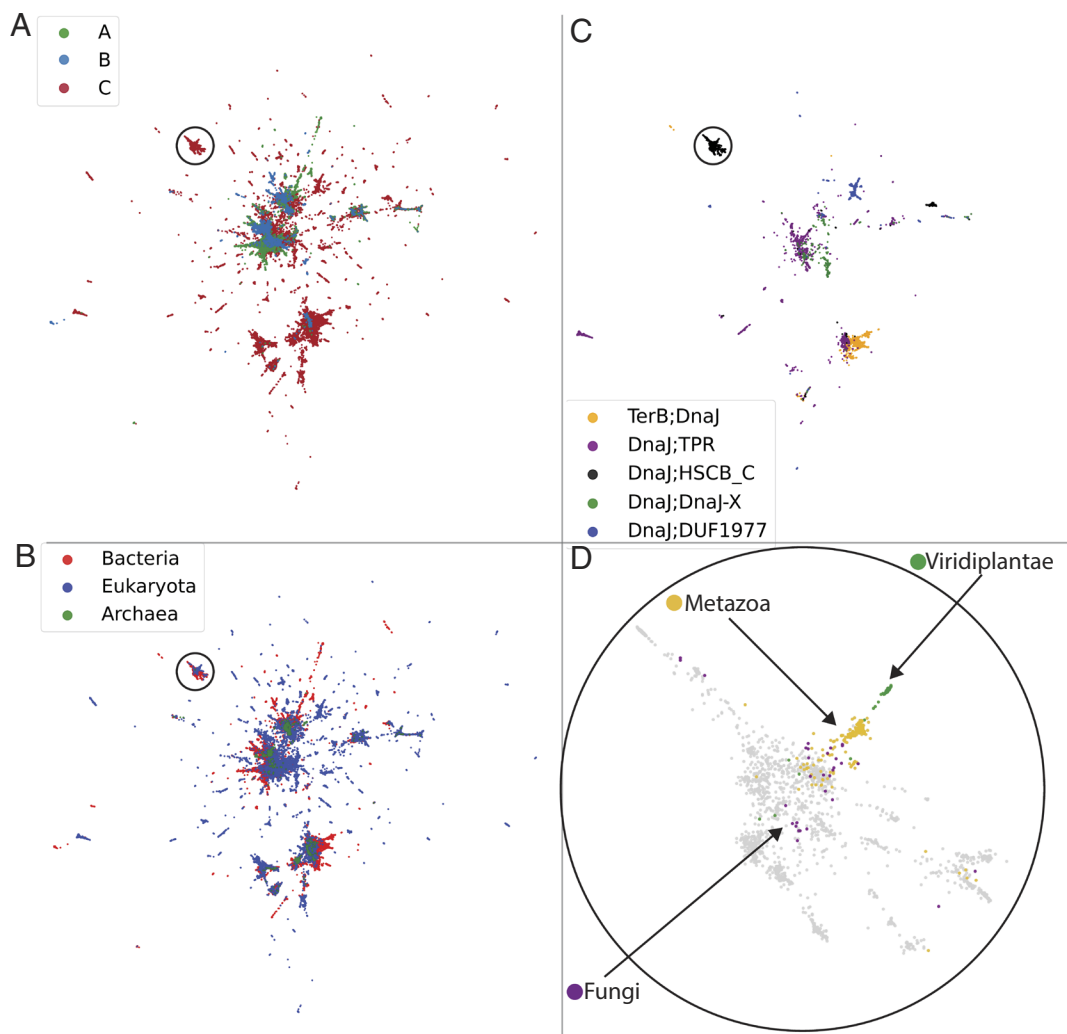 A
A
B
C
C
TerB;DnaJ
DnaJ;TPR
DnaJ;HSCB_C
DnaJ;DnaJ-X
DnaJ;DUF1977
B
Bacteria
Eukaryota
Archaea
D
Viridiplantae
Metazoa
Fungi